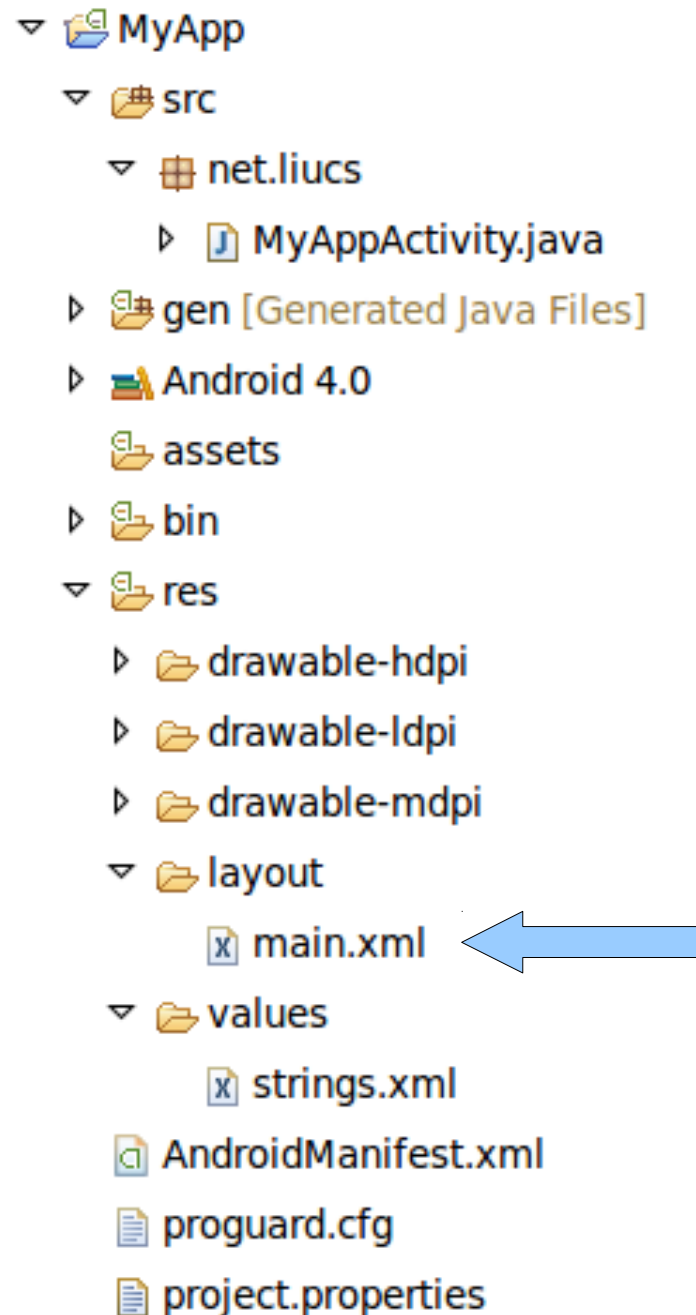 MyApp
src
net.liucs
MyAppActivity.java
gen [Generated Java Files]
Android 4.0
assets
bin
res
drawable-hdpi
drawable-ldpi
drawable-mdpi
layout
main.xml
values
strings.xml
AndroidManifest.xml
proguard.cfg
project.properties